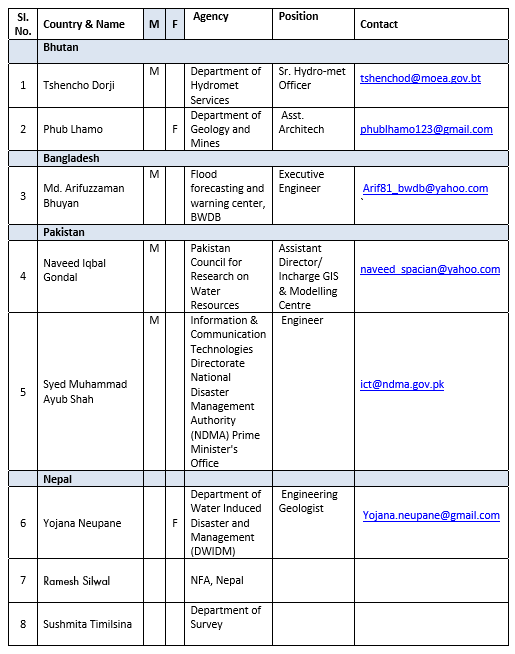 Sl. No. Country & Name M F Agency Position Contact
Bhutan
1 Tshencho Dorji M Department of Hydromet Services Sr. Hydro-met Officer tshenchod@moea.gov.bt
2 Phub Lhamo F Department of Geology and Mines Asst. Architech phublhamo123@gmail.com
Bangladesh
3 Md. Arifuzzaman Bhuyan M Flood forecasting and warning center, BWDB Executive Engineer Arif81_bwdb@yahoo.com `
Pakistan
4 Naveed Iqbal Gondal M Pakistan Council for Research on Water Resources Assistant Director/ Incharge GIS & Modelling Centre naveed_spacian@yahoo.com
5 Syed Muhammad Ayub Shah M Information & Communication Technologies Directorate National Disaster Management Authority (NDMA) Prime Minister's Office Engineer ict@ndma.gov.pk
Nepal
6 Yojana Neupane F Department of Water Induced Disaster and Management (DWIDM) Engineering Geologist Yojana.neupane@gmail.com
7 Ramesh Silwal NFA, Nepal
8 Sushmita Timilsina Department of Survey